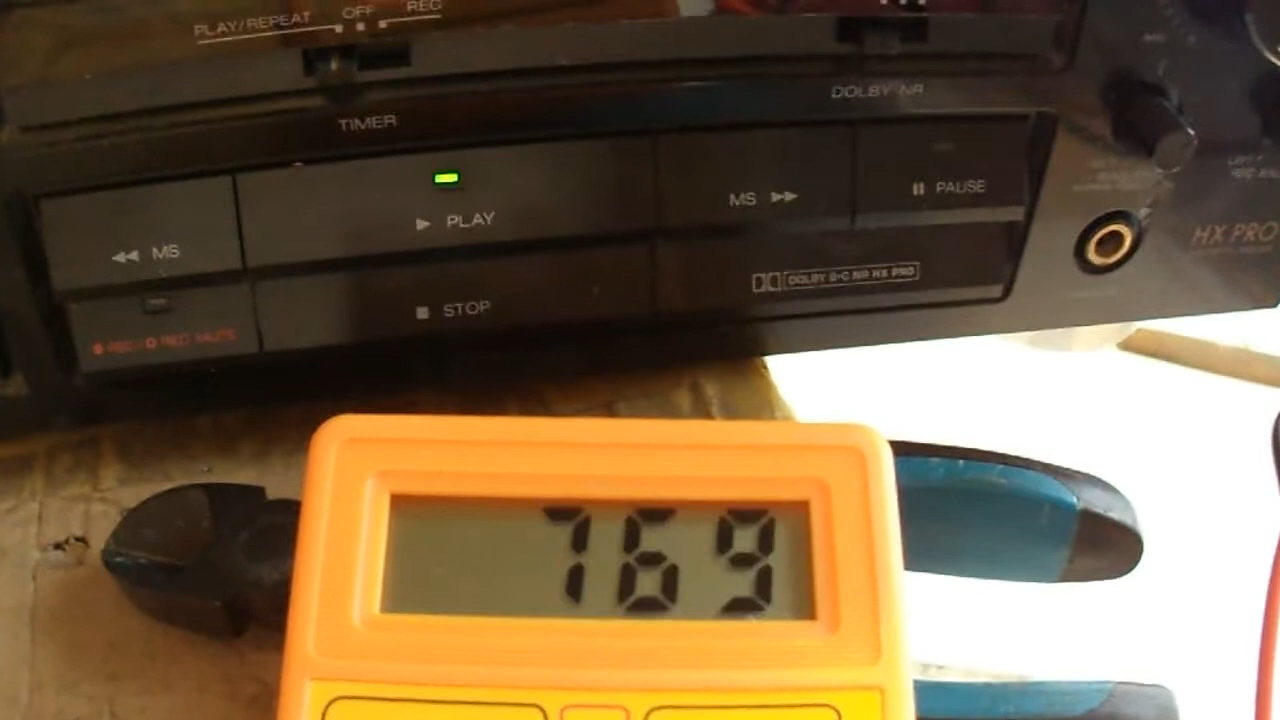 PLAY/REPEAT OFF REC
TIMER
DOLBY NR
◀◀ MS
▶ PLAY
MS ▶▶
❚❚ PAUSE
■ STOP
DOLBY B-C NR HX PRO
● REC/○ REC MUTE
HX PRO
769